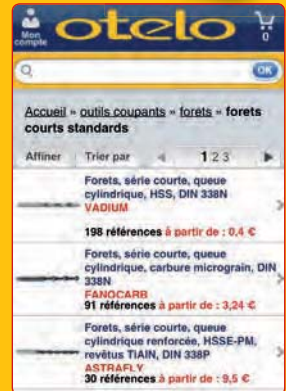 Mon
compte
otelo
0
OK
Accueil » outils coupants » forets » forets
courts standards
Affiner Trier par 1 2 3
Forets, série courte, queue
cylindrique, HSS, DIN 338N
VADIUM
198 références à partir de : 0,4 €
Forets, série courte, queue
cylindrique, carbure micrograin, DIN
338N
FANOCARB
91 références à partir de : 3,24 €
Forets, série courte, queue
cylindrique renforcée, HSSE-PM,
revêtus TiAIN, DIN 338P
ASTRAFLY
30 références à partir de : 9,5 €